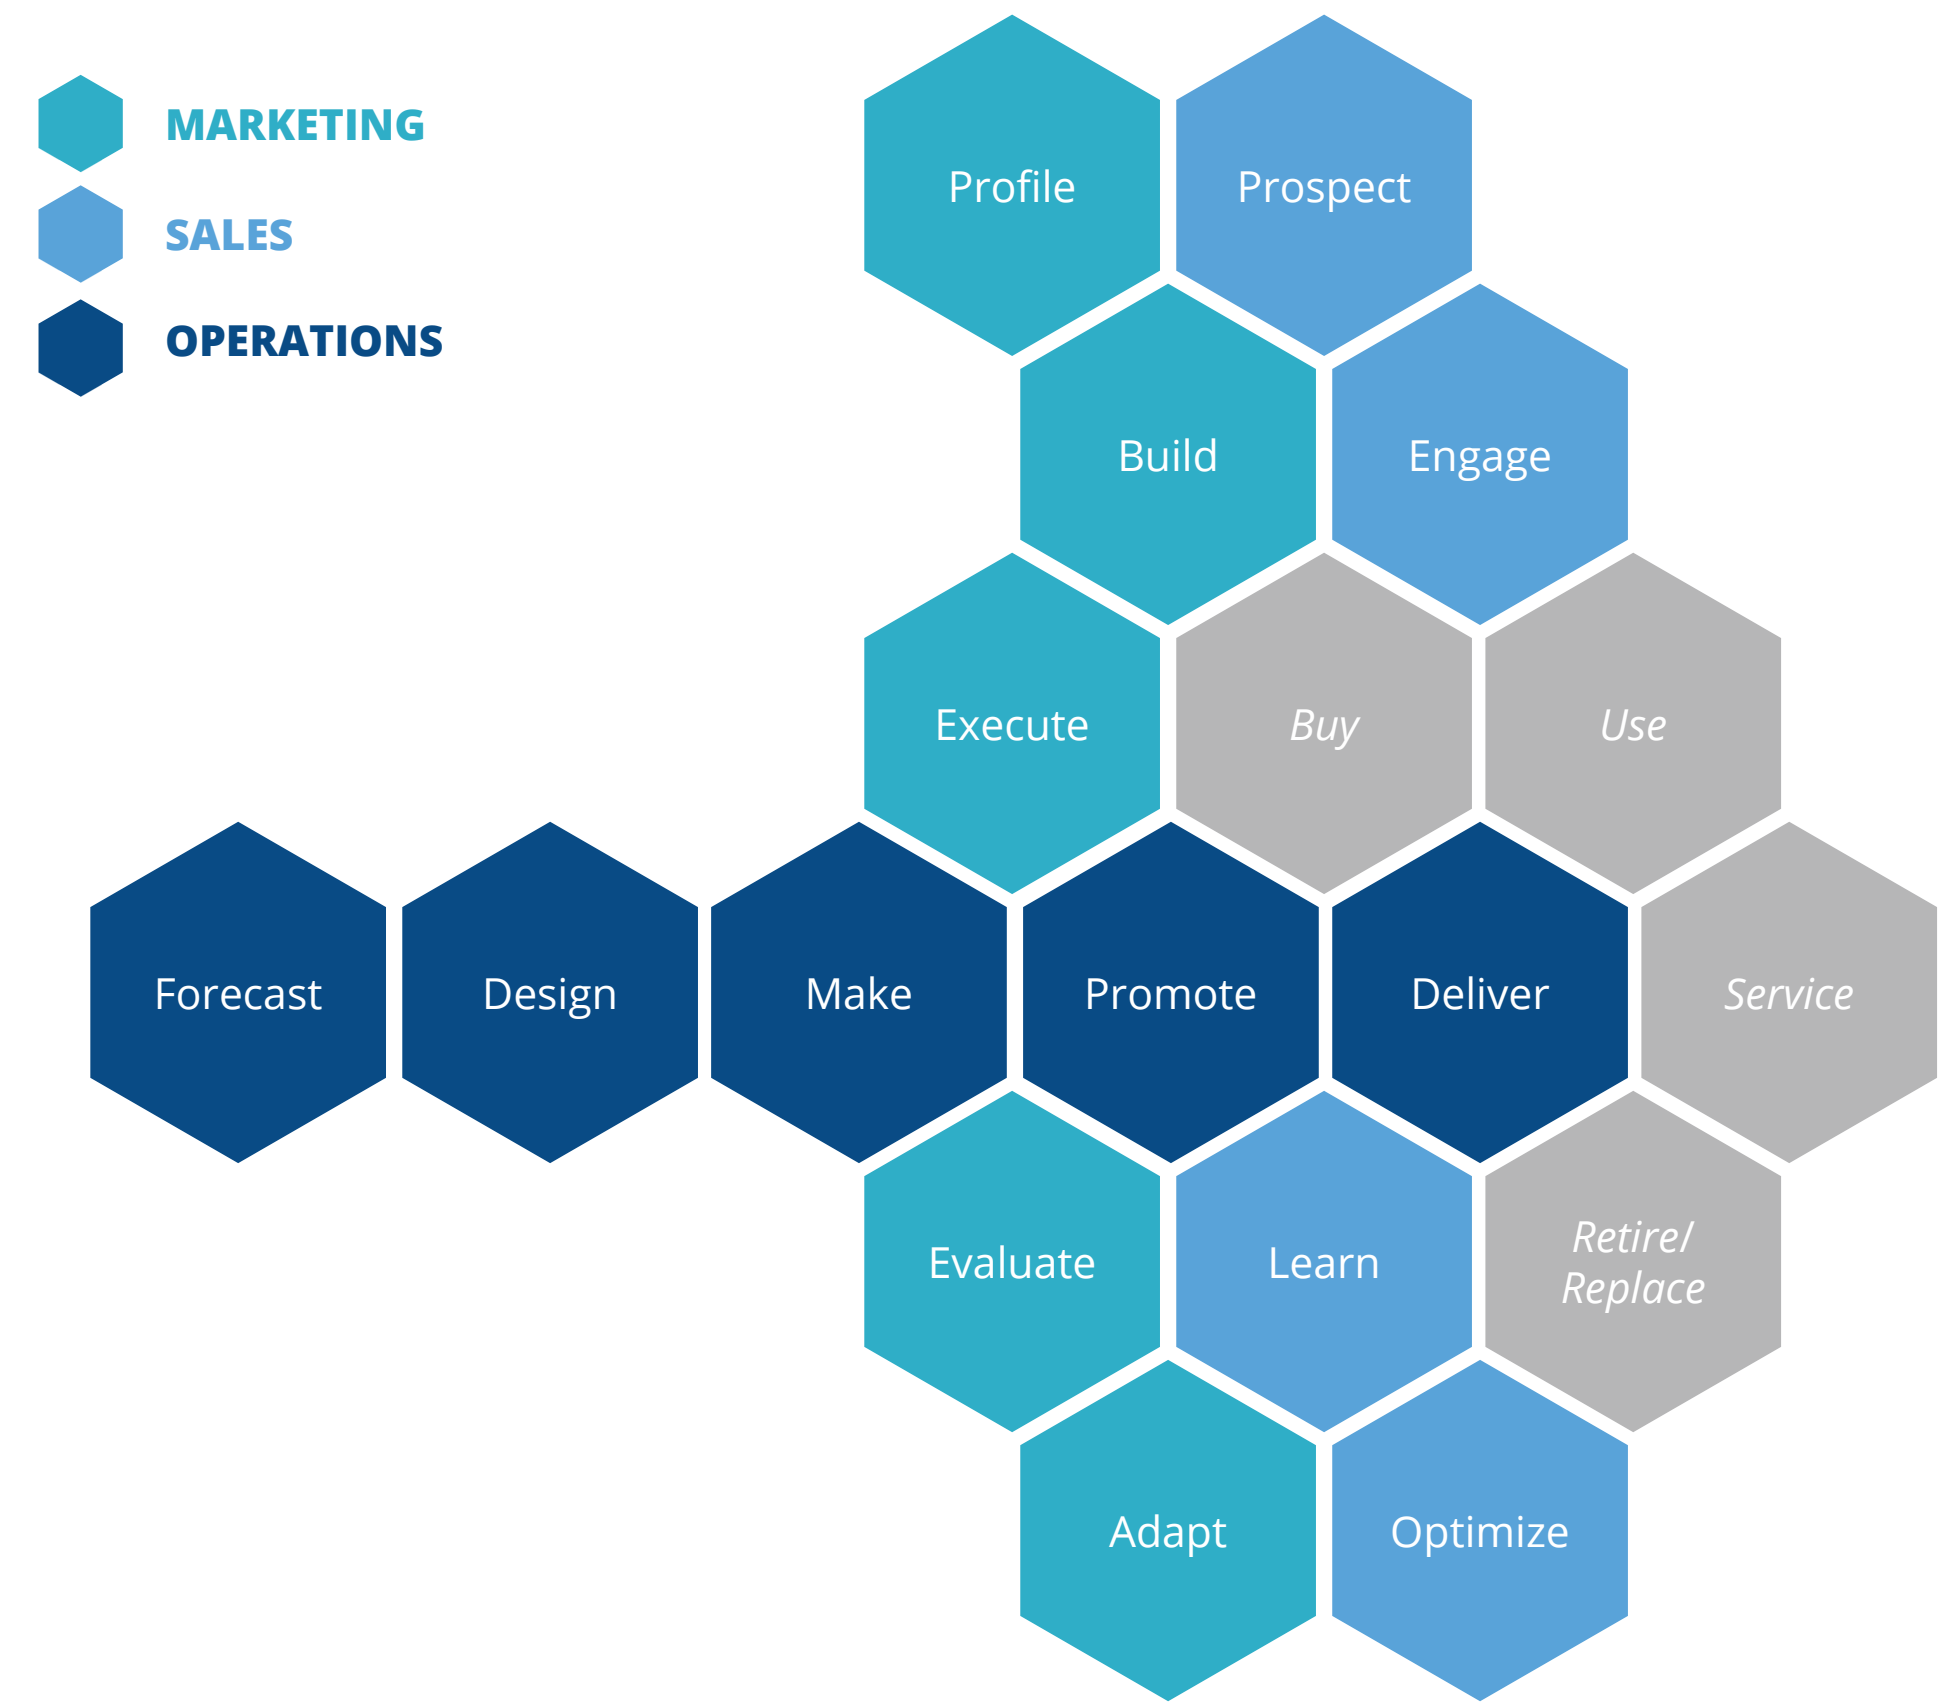 MARKETING
SALES
OPERATIONS
Profile
Prospect
Build
Engage
Execute
Buy
Use
Forecast
Design
Make
Promote
Deliver
Service
Evaluate
Learn
Retire/
Replace
Adapt
Optimize